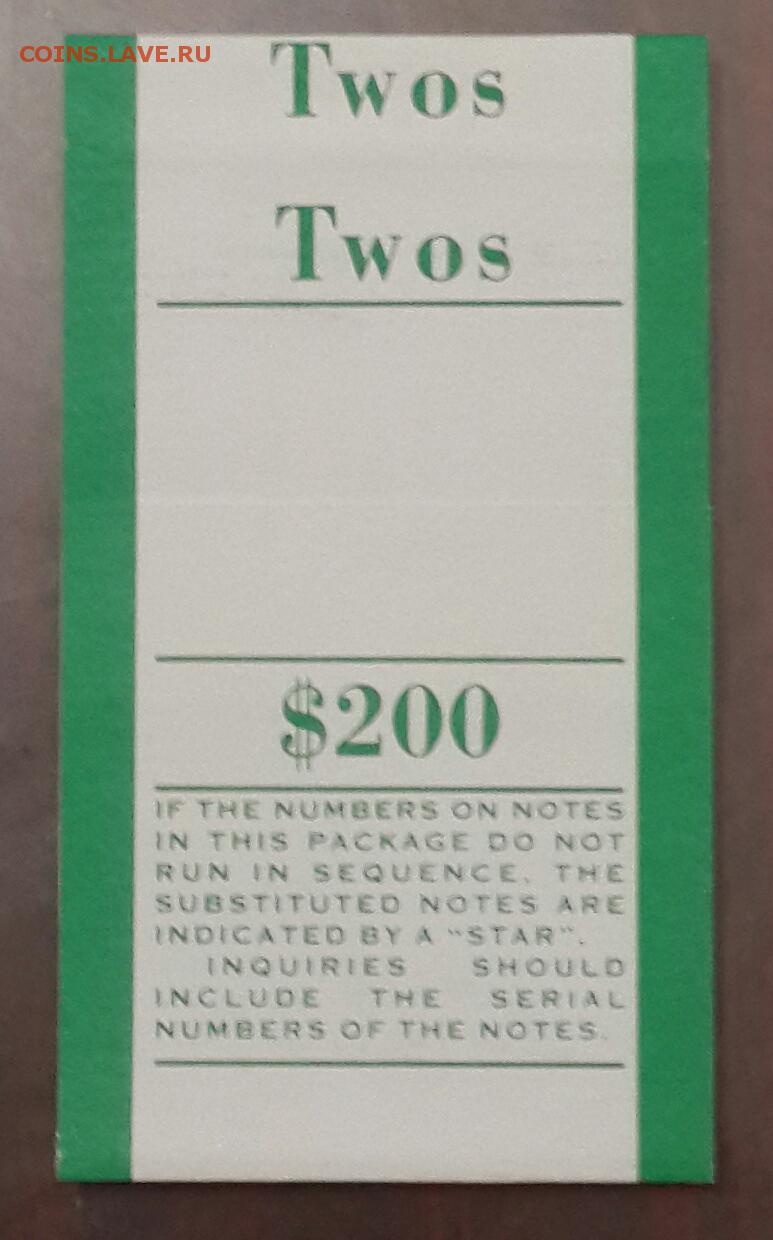 COINS.LAVE.RU
Twos
Twos
$200
IF THE NUMBERS ON NOTES
IN THIS PACKAGE DO NOT
RUN IN SEQUENCE, THE
SUBSTITUTED NOTES ARE
INDICATED BY A "STAR".
INQUIRIES SHOULD
INCLUDE THE SERIAL
NUMBERS OF THE NOTES.